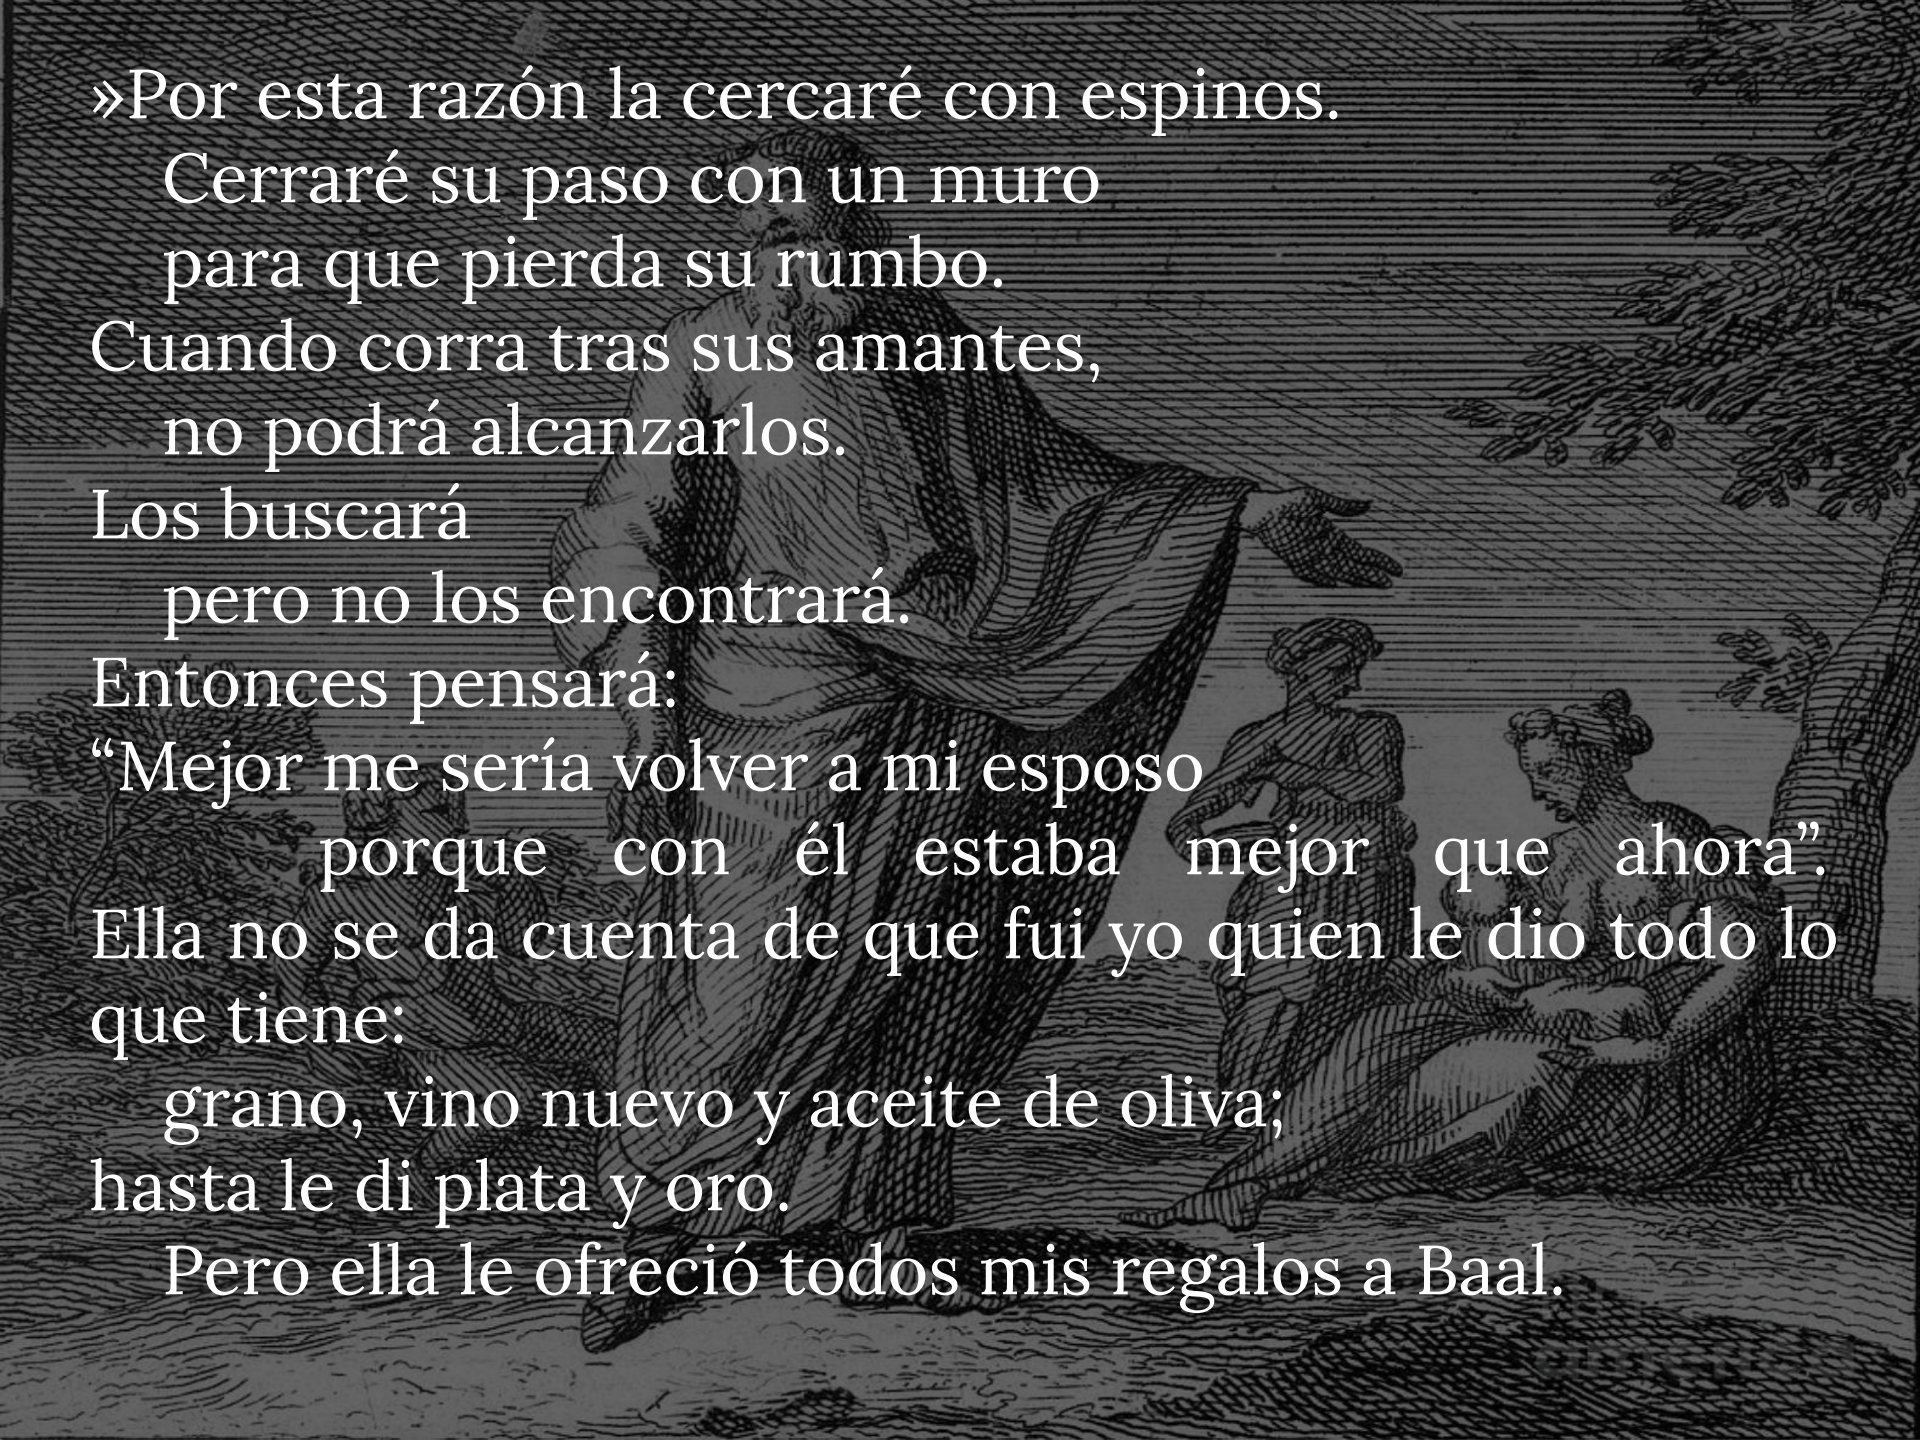 »Por esta razón la cercaré con espinos.
Cerraré su paso con un muro
para que pierda su rumbo.
Cuando corra tras sus amantes,
no podrá alcanzarlos.
Los buscará
pero no los encontrará.
Entonces pensará:
“Mejor me sería volver a mi esposo
porque con él estaba mejor que ahora”.
Ella no se da cuenta de que fui yo quien le dio todo lo
que tiene:
grano, vino nuevo y aceite de oliva;
hasta le di plata y oro.
Pero ella le ofreció todos mis regalos a Baal.